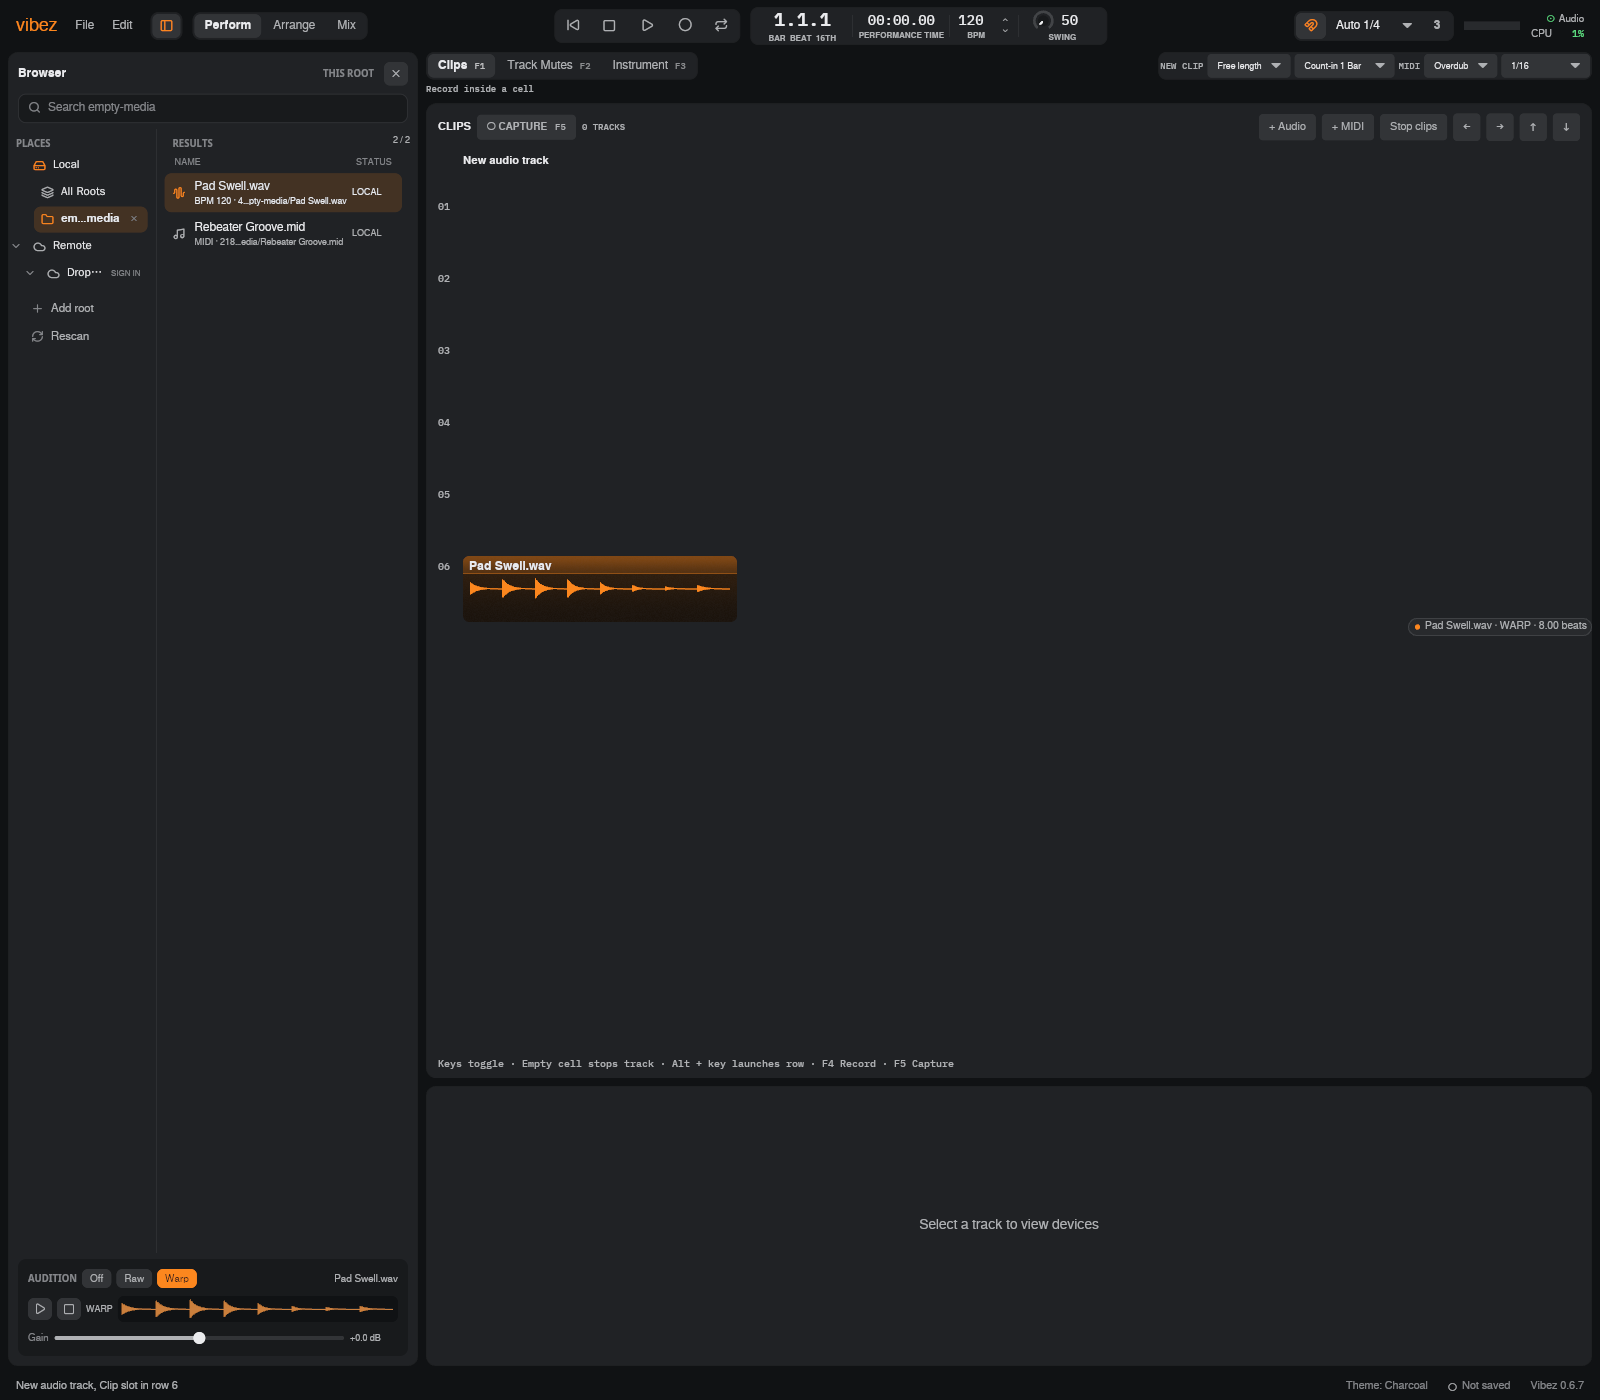 vibez File Edit Perform Arrange Mix
1.1.1 00:00.00 120 50
BAR BEAT 16TH PERFORMANCE TIME BPM SWING
Auto 1/4 3
Audio
CPU 1%
Browser THIS ROOT
Search empty-media
PLACES
Local
All Roots
em...media
Remote
Drop··· SIGN IN
Add root
Rescan
RESULTS 2/2
NAME STATUS
Pad Swell.wav LOCAL
BPM 120 · 4...pty-media/Pad Swell.wav
Rebeater Groove.mid LOCAL
MIDI · 218...edia/Rebeater Groove.mid
AUDITION Off Raw Warp Pad Swell.wav
WARP
Gain +0.0 dB
Clips F1 Track Mutes F2 Instrument F3
NEW CLIP Free length Count-in 1 Bar MIDI Overdub 1/16
Record inside a cell
CLIPS CAPTURE F5 0 TRACKS
+ Audio + MIDI Stop clips ← → ↑ ↓
New audio track
01
02
03
04
05
06 Pad Swell.wav
Pad Swell.wav · WARP · 8.00 beats
Keys toggle · Empty cell stops track · Alt + key launches row · F4 Record · F5 Capture
Select a track to view devices
New audio track, Clip slot in row 6
Theme: Charcoal Not saved Vibez 0.6.7